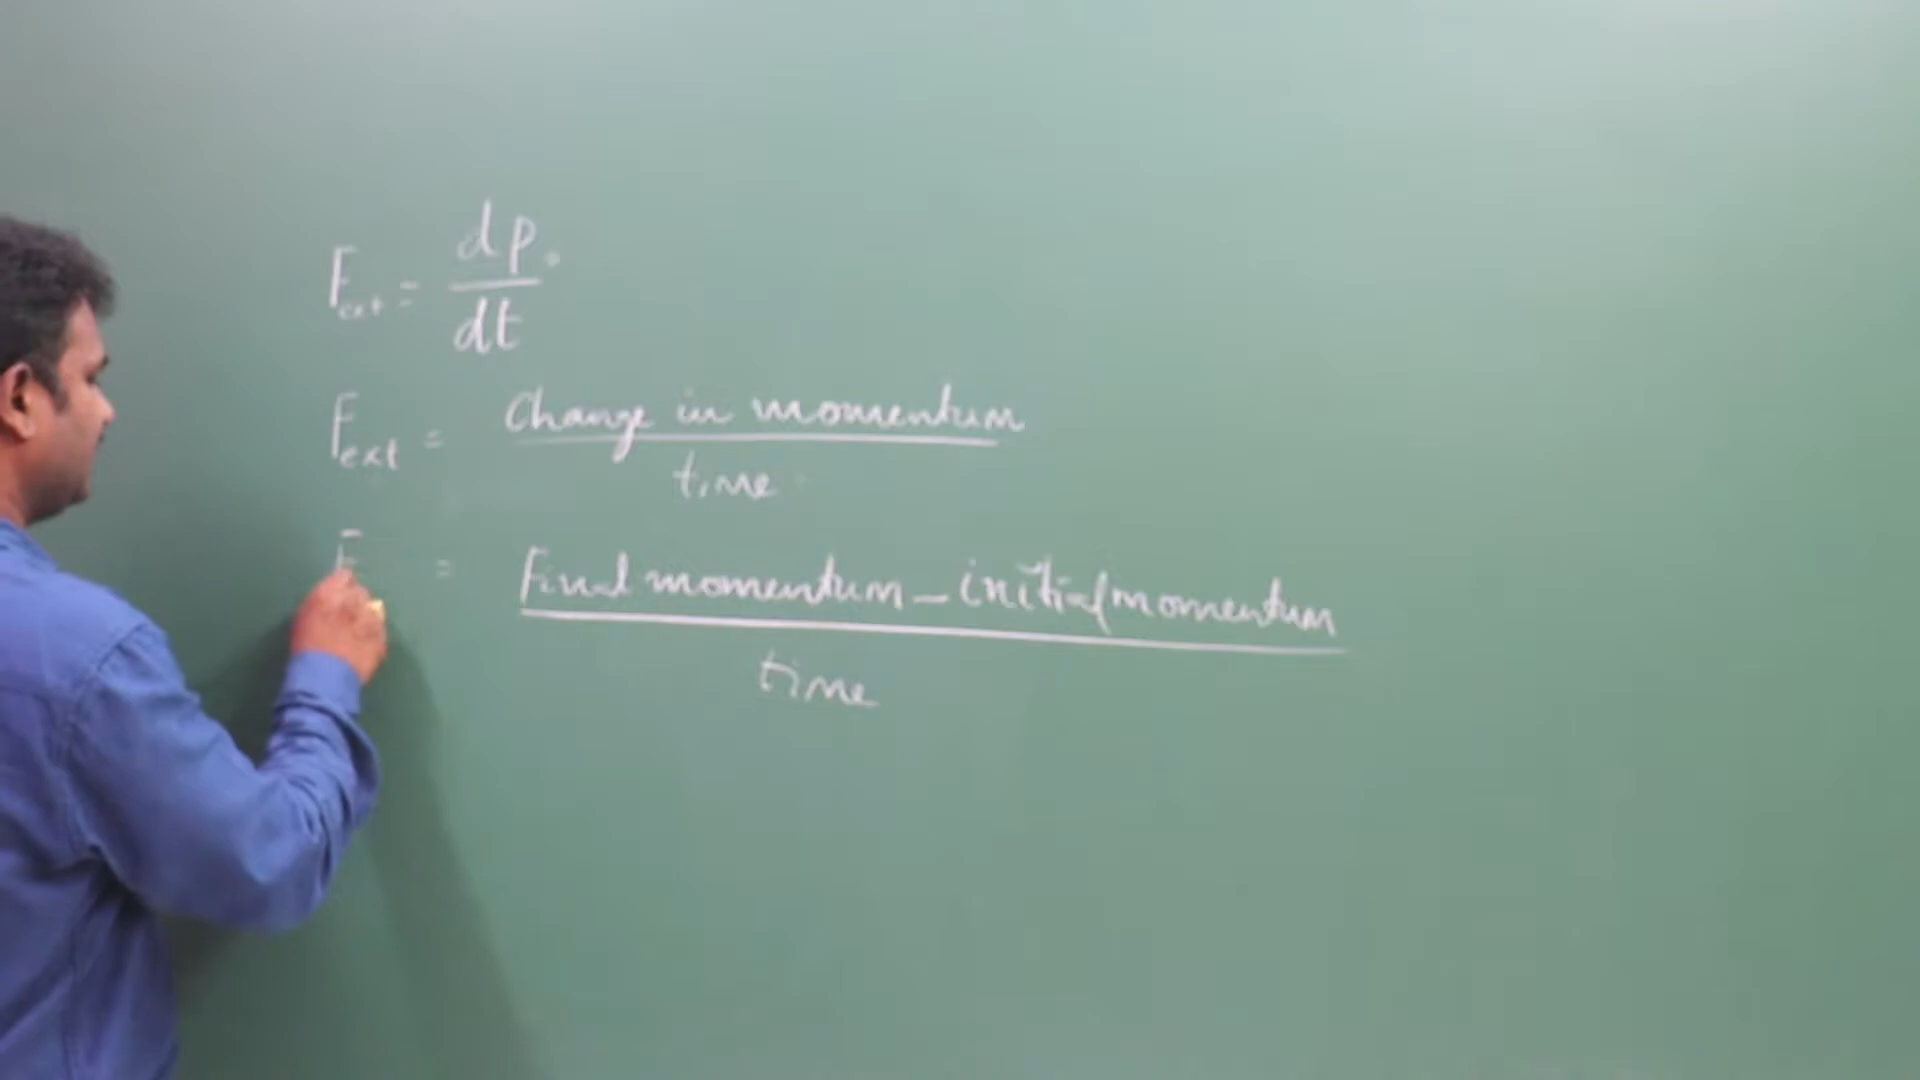 F_ext = dp/dt
F_ext = Change in momentum / time
F = Final momentum - initial momentum / time